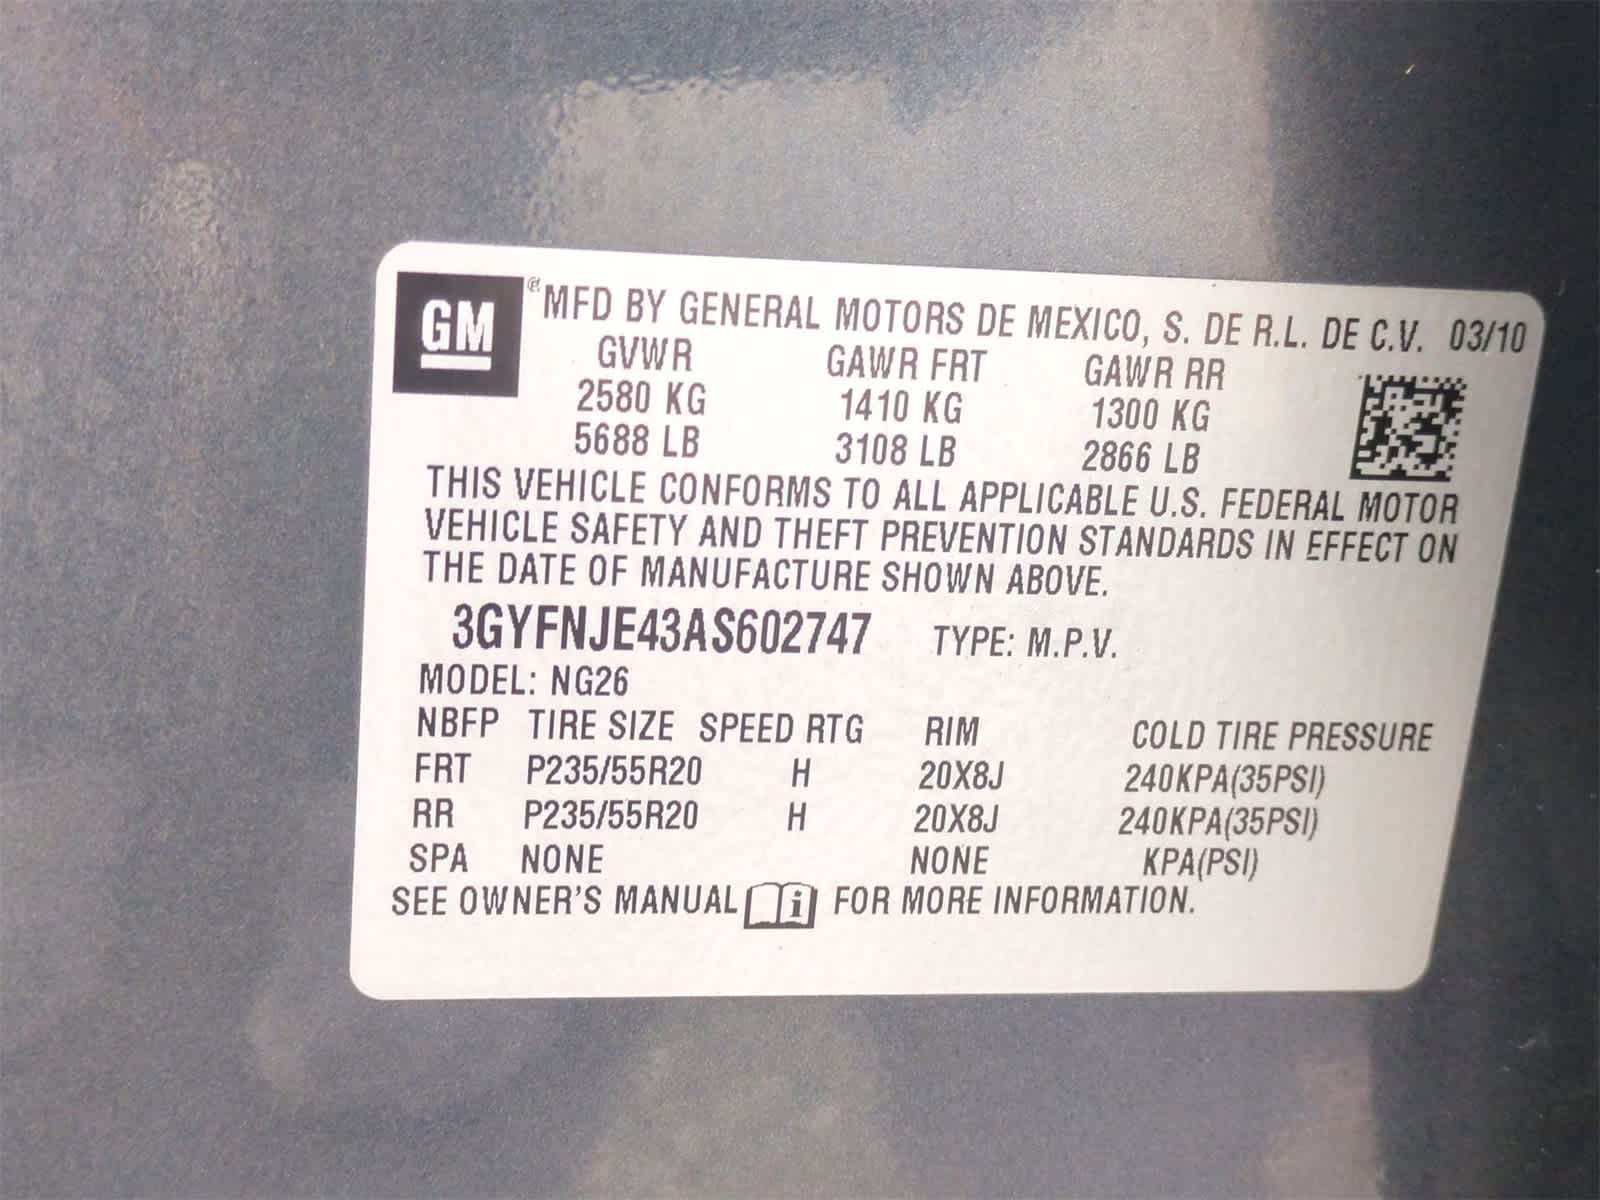 GM
® MFD BY GENERAL MOTORS DE MEXICO, S. DE R.L. DE C.V. 03/10
GVWR GAWR FRT GAWR RR
2580 KG 1410 KG 1300 KG
5688 LB 3108 LB 2866 LB
THIS VEHICLE CONFORMS TO ALL APPLICABLE U.S. FEDERAL MOTOR
VEHICLE SAFETY AND THEFT PREVENTION STANDARDS IN EFFECT ON
THE DATE OF MANUFACTURE SHOWN ABOVE.
3GYFNJE43AS602747 TYPE: M.P.V.
MODEL: NG26
NBFP TIRE SIZE SPEED RTG RIM COLD TIRE PRESSURE
FRT P235/55R20 H 20X8J 240KPA(35PSI)
RR P235/55R20 H 20X8J 240KPA(35PSI)
SPA NONE NONE KPA(PSI)
SEE OWNER'S MANUAL i FOR MORE INFORMATION.